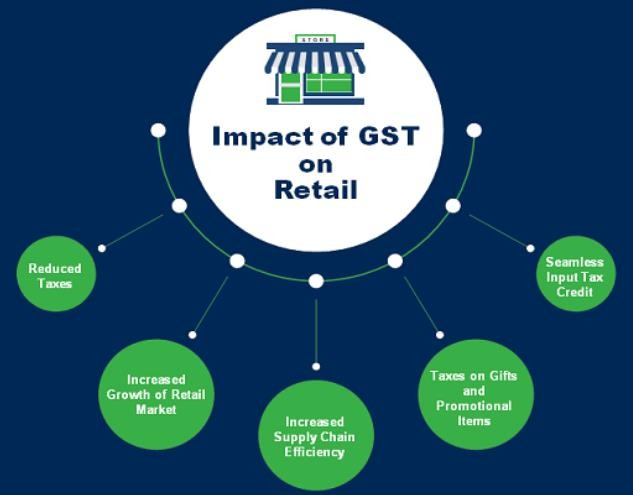 STORE
Impact of GST
on
Retail
Reduced
Taxes
Increased
Growth of Retail
Market
Increased
Supply Chain
Efficiency
Taxes on Gifts
and
Promotional
Items
Seamless
Input Tax
Credit